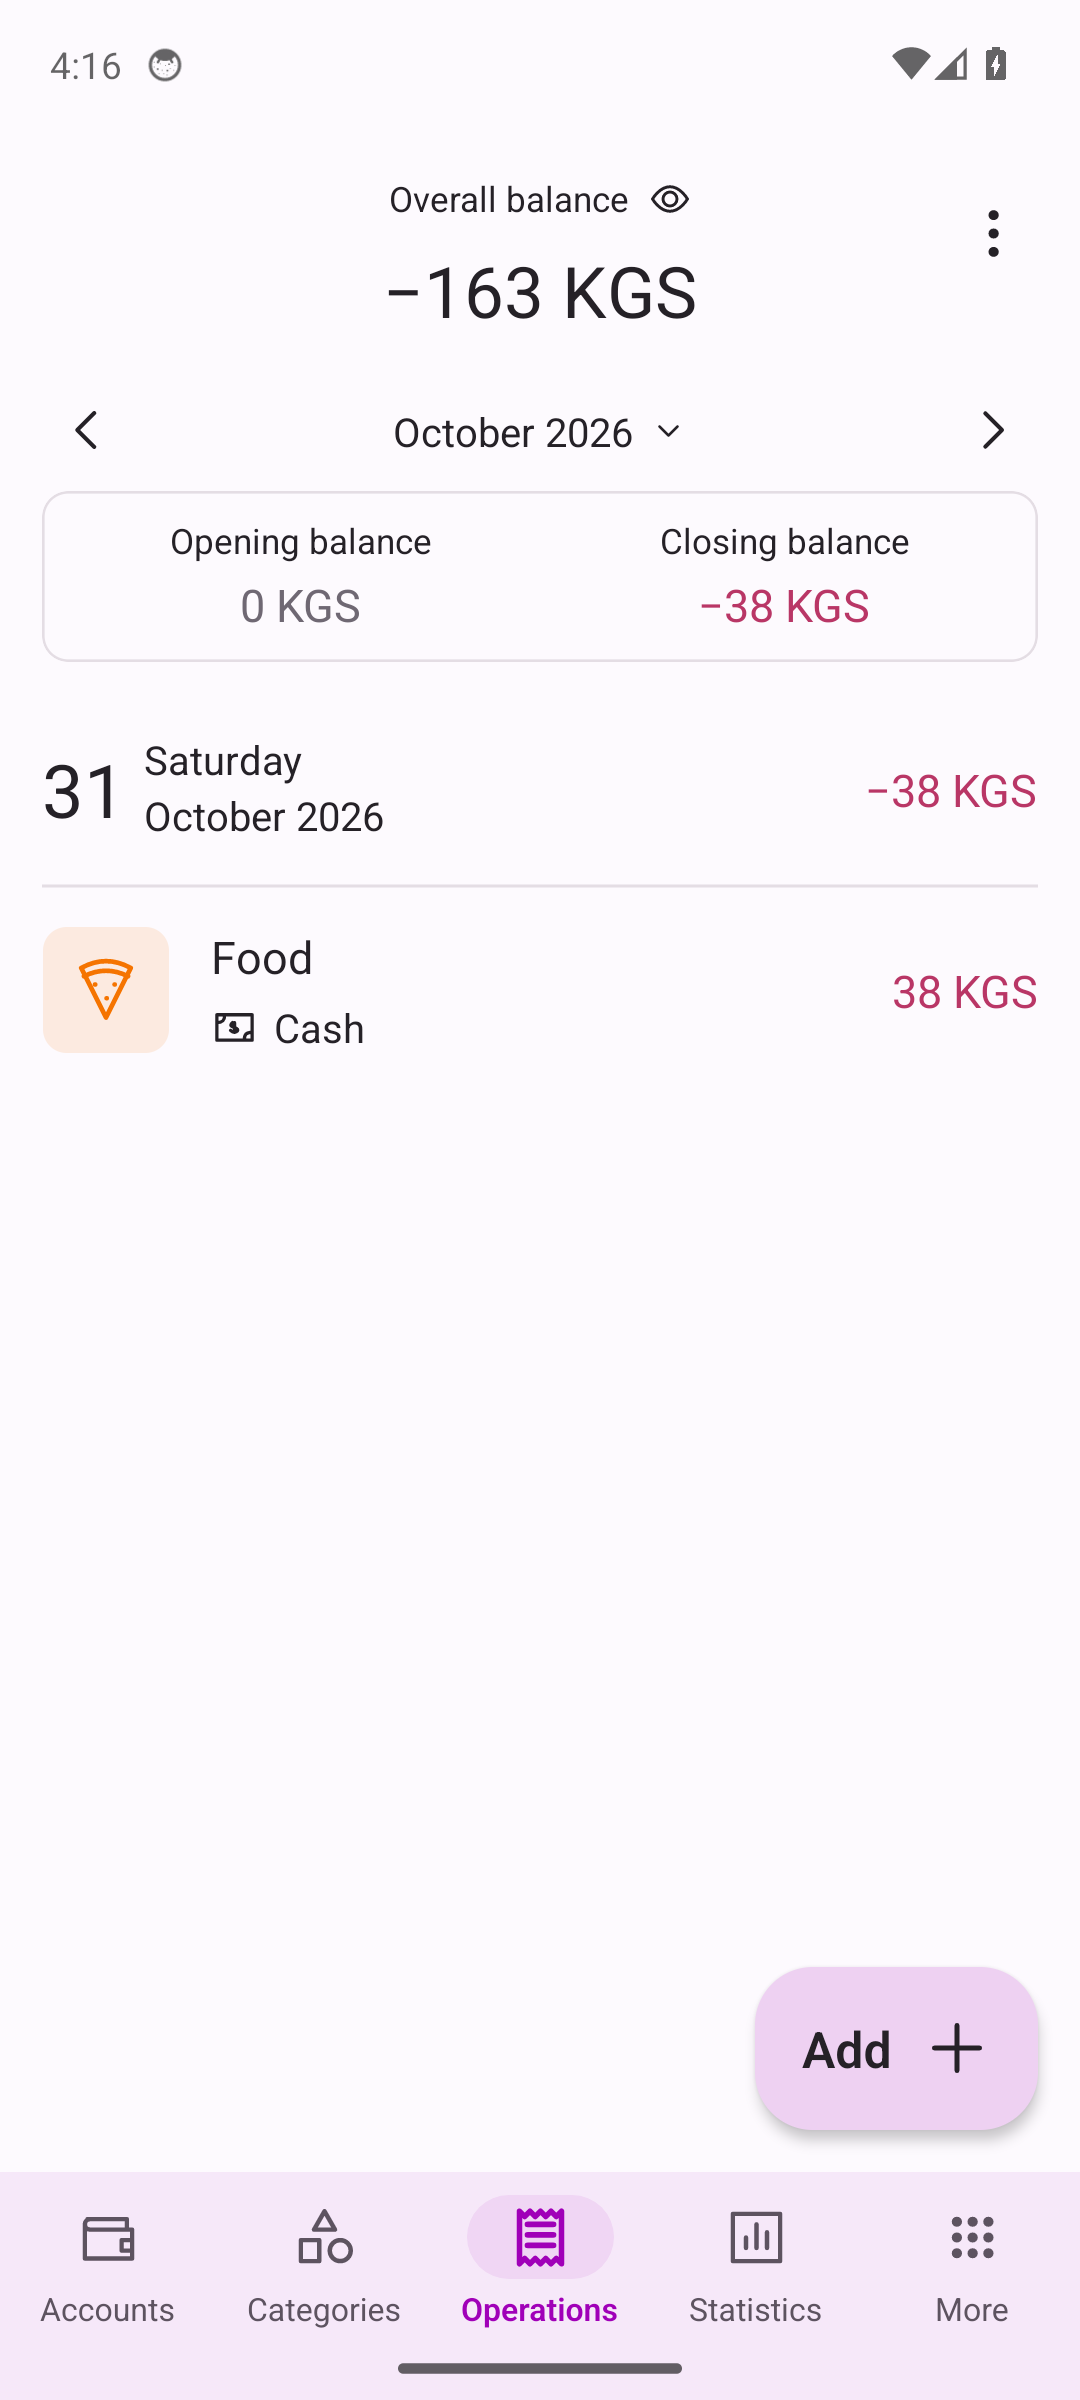 4:16
Overall balance
−163 KGS
October 2026
Opening balance
0 KGS
Closing balance
−38 KGS
31
Saturday
October 2026
−38 KGS
Food
Cash
38 KGS
Add
Accounts
Categories
Operations
Statistics
More